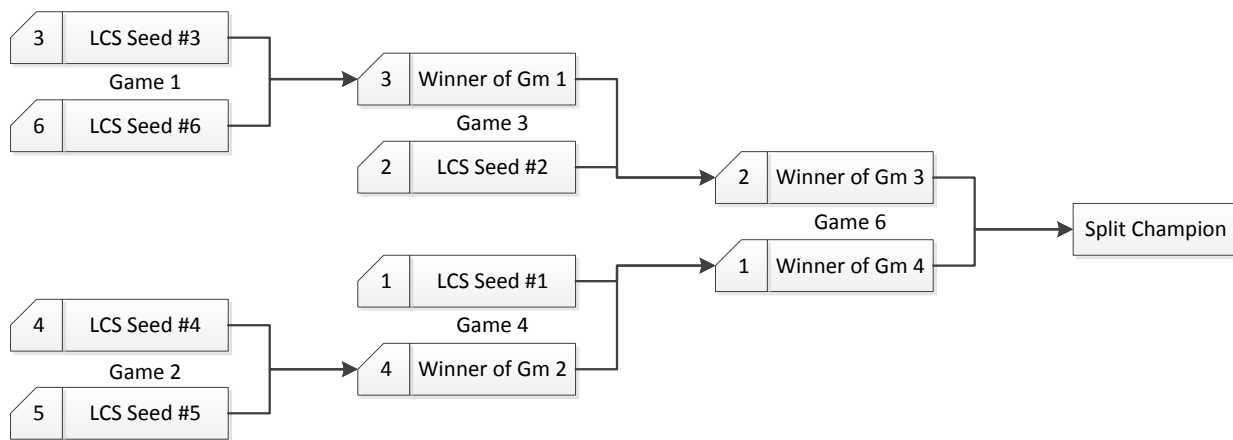 3 LCS Seed #3
Game 1
6 LCS Seed #6
3 Winner of Gm 1
Game 3
2 LCS Seed #2
2 Winner of Gm 3
Game 6
1 Winner of Gm 4
Split Champion
1 LCS Seed #1
Game 4
4 Winner of Gm 2
4 LCS Seed #4
Game 2
5 LCS Seed #5